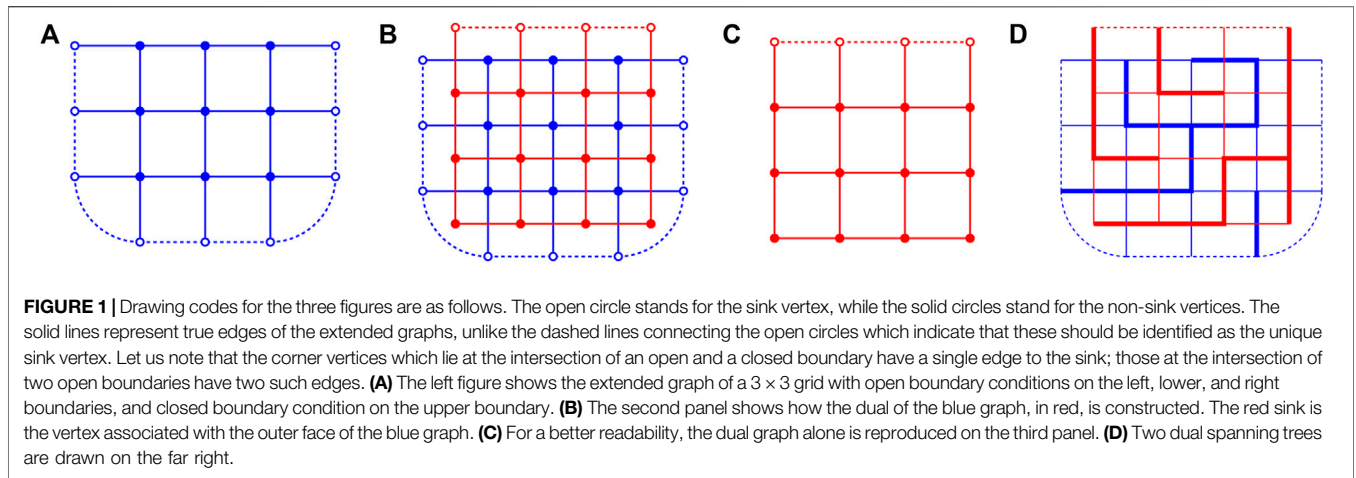 A
B
C
D
FIGURE 1 | Drawing codes for the three figures are as follows. The open circle stands for the sink vertex, while the solid circles stand for the non-sink vertices. The
solid lines represent true edges of the extended graphs, unlike the dashed lines connecting the open circles which indicate that these should be identified as the unique
sink vertex. Let us note that the corner vertices which lie at the intersection of an open and a closed boundary have a single edge to the sink; those at the intersection of
two open boundaries have two such edges. (A) The left figure shows the extended graph of a 3 × 3 grid with open boundary conditions on the left, lower, and right
boundaries, and closed boundary condition on the upper boundary. (B) The second panel shows how the dual of the blue graph, in red, is constructed. The red sink is
the vertex associated with the outer face of the blue graph. (C) For a better readability, the dual graph alone is reproduced on the third panel. (D) Two dual spanning trees
are drawn on the far right.